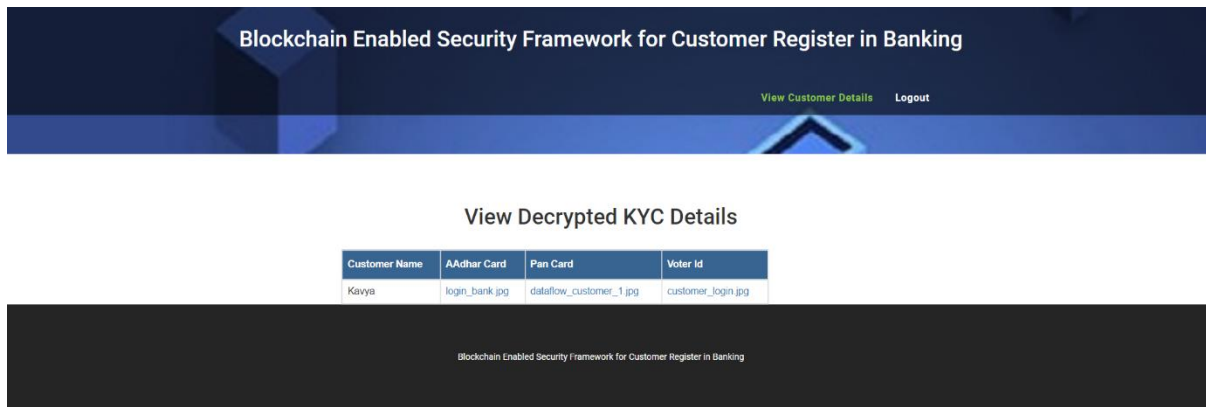 Blockchain Enabled Security Framework for Customer Register in Banking
View Customer Details Logout
View Decrypted KYC Details
Customer Name AAdhar Card Pan Card Voter Id
Kavya login_bank.jpg dataflow_customer_1.jpg customer_login.jpg
Blockchain Enabled Security Framework for Customer Register in Banking